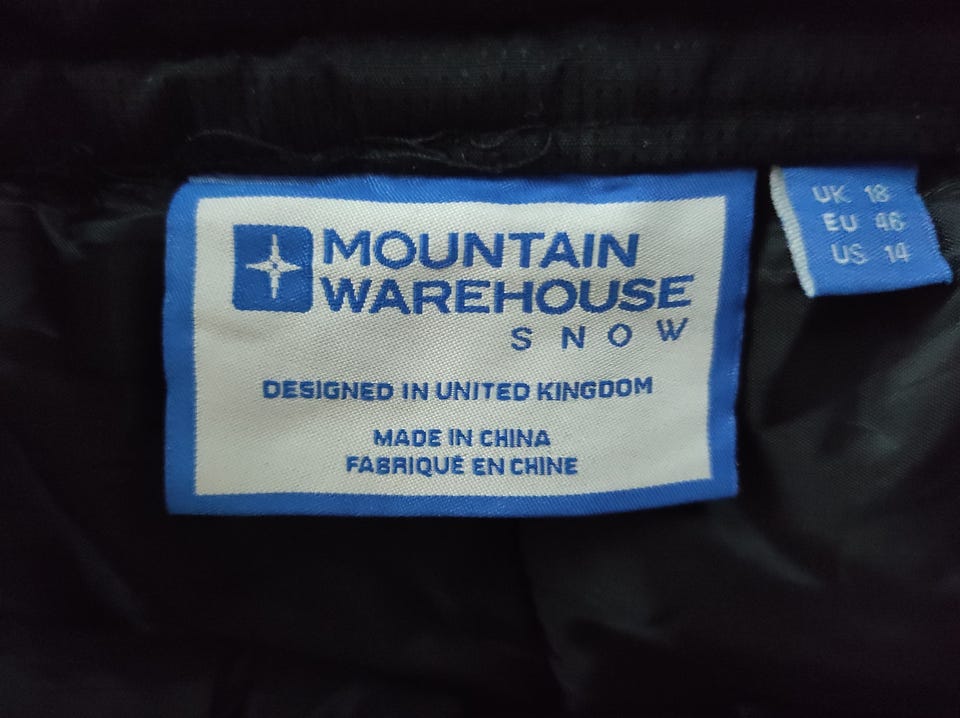 MOUNTAIN
WAREHOUSE
SNOW
DESIGNED IN UNITED KINGDOM
MADE IN CHINA
FABRIQUÉ EN CHINE
UK 18
EU 46
US 14